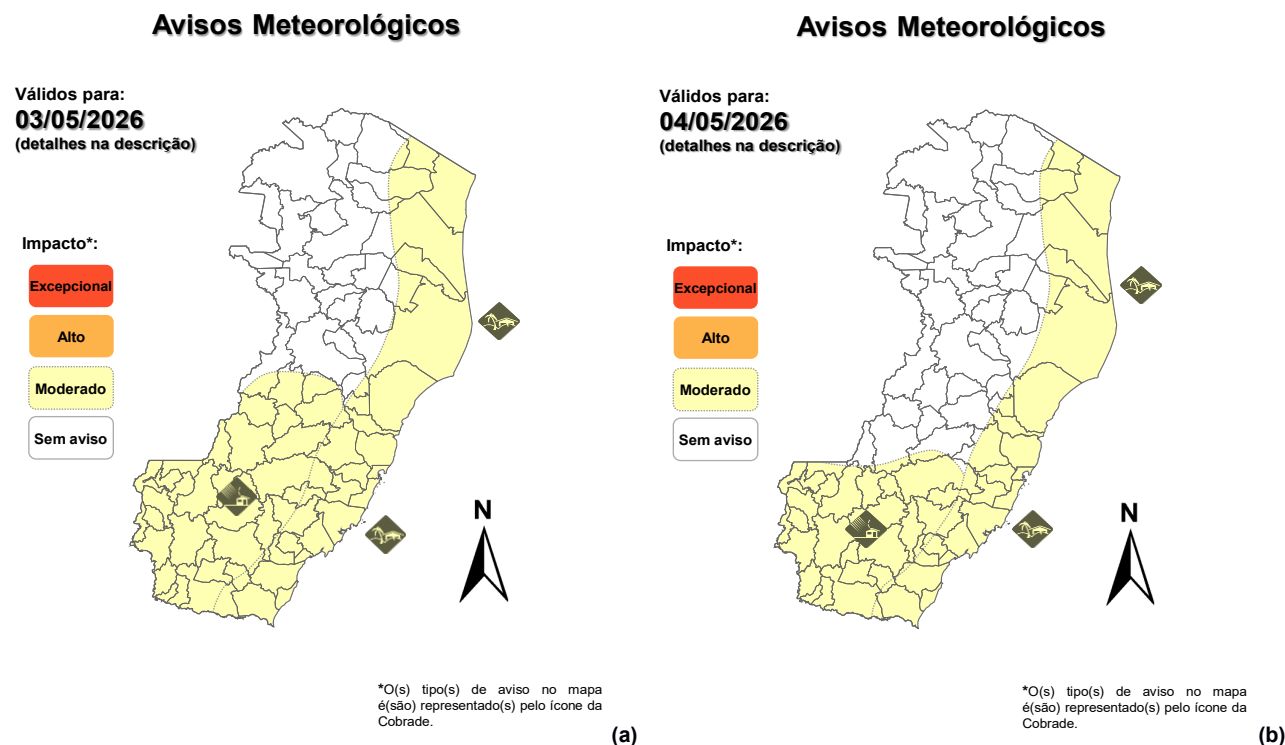 Avisos Meteorológicos
Válidos para:
03/05/2026
(detalhes na descrição)
Impacto*:
Excepcional
Alto
Moderado
Sem aviso
N
*O(s) tipo(s) de aviso no mapa
é(são) representado(s) pelo ícone da
Cobrade.
(a)
Avisos Meteorológicos
Válidos para:
04/05/2026
(detalhes na descrição)
Impacto*:
Excepcional
Alto
Moderado
Sem aviso
N
*O(s) tipo(s) de aviso no mapa
é(são) representado(s) pelo ícone da
Cobrade.
(b)